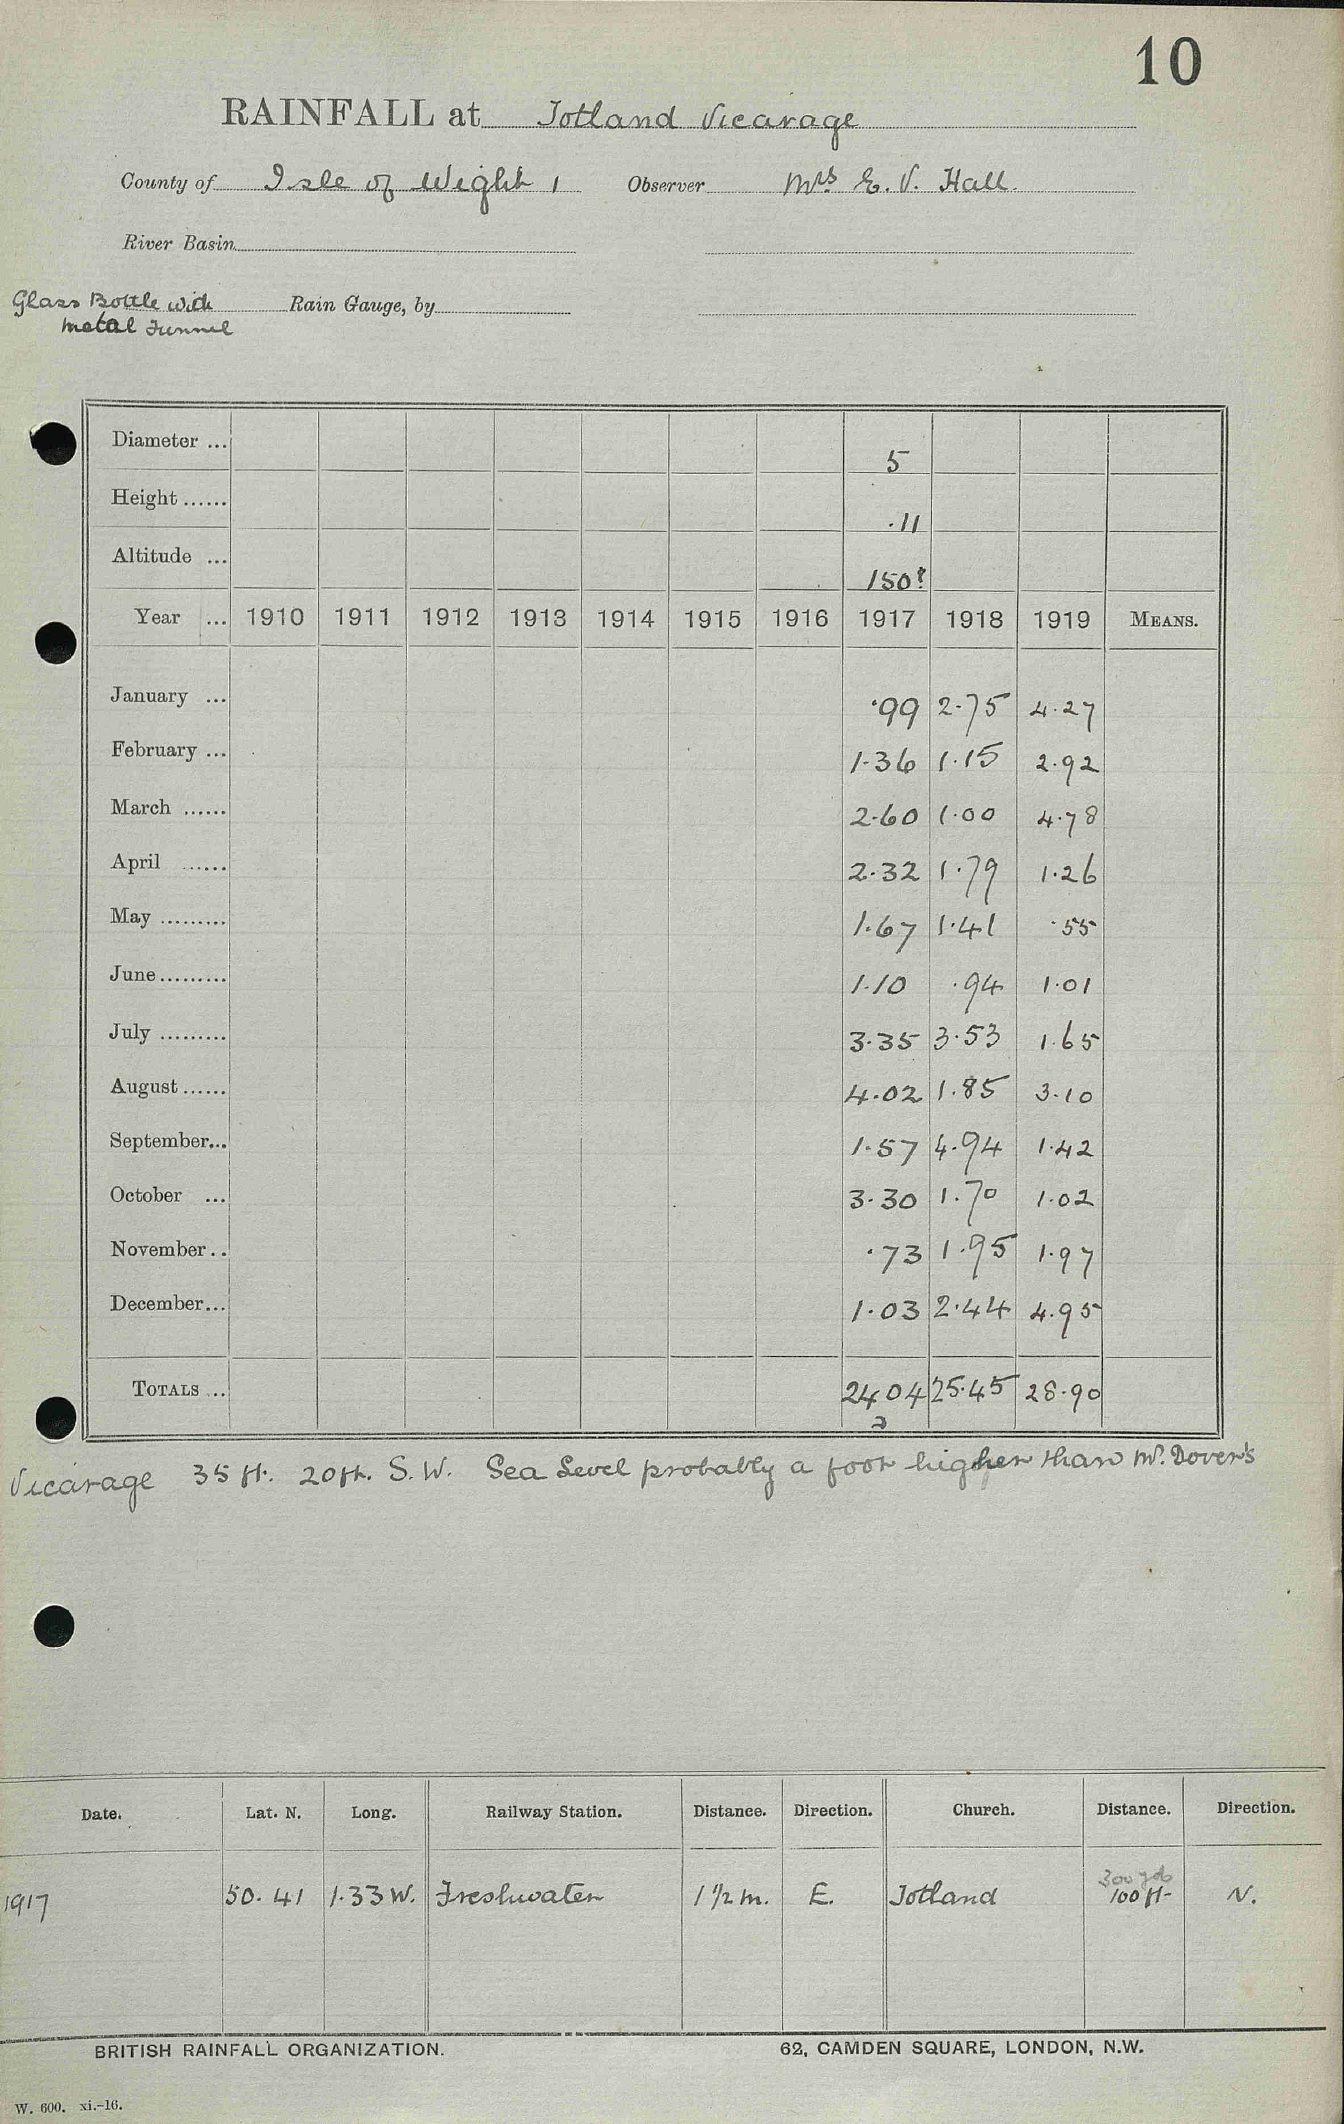 10
RAINFALL at Totland Vicarage
County of Isle of Wight 1 Observer Mrs E. V. Hall.
River Basin
Glass Bottle with Rain Gauge, by
metal Funnel
Diameter ... 5
Height ...... .11
Altitude ... 150?
Year ... 1910 1911 1912 1913 1914 1915 1916 1917 1918 1919 MEANS.
January ... .99 2.75 4.27
February ... 1.36 1.15 2.92
March ...... 2.60 1.00 4.78
April ...... 2.32 1.79 1.26
May ......... 1.67 1.41 .55
June ......... 1.10 .94 1.01
July ......... 3.35 3.53 1.65
August ...... 4.02 1.85 3.10
September... 1.57 4.94 1.42
October ... 3.30 1.70 1.02
November.. .73 1.95 1.97
December... 1.03 2.44 4.95
TOTALS ... 24 04 25.45 28.90
Vicarage 35 ft. 20 ft. S.W. Sea Level probably a foot higher than Mr. Dover's
Date. Lat. N. Long. Railway Station. Distance. Direction. Church. Distance. Direction.
300 yds
1917 50.41 1.33 W. Freshwater 1 1/2 m. E. Totland 100 ft. N.
BRITISH RAINFALL ORGANIZATION. 62, CAMDEN SQUARE, LONDON, N.W.
W. 600. xi.-16.